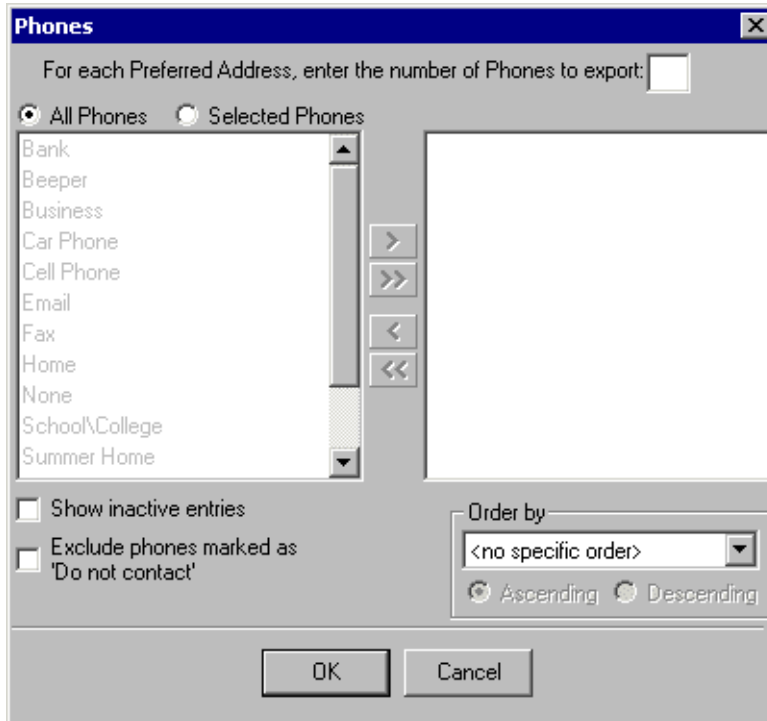 Phones
For each Preferred Address, enter the number of Phones to export:
All Phones
Selected Phones
Bank
Beeper
Business
Car Phone
Cell Phone
Email
Fax
Home
None
School\College
Summer Home
>
>>
<
<<
Show inactive entries
Exclude phones marked as
'Do not contact'
Order by
<no specific order>
Ascending
Descending
OK
Cancel